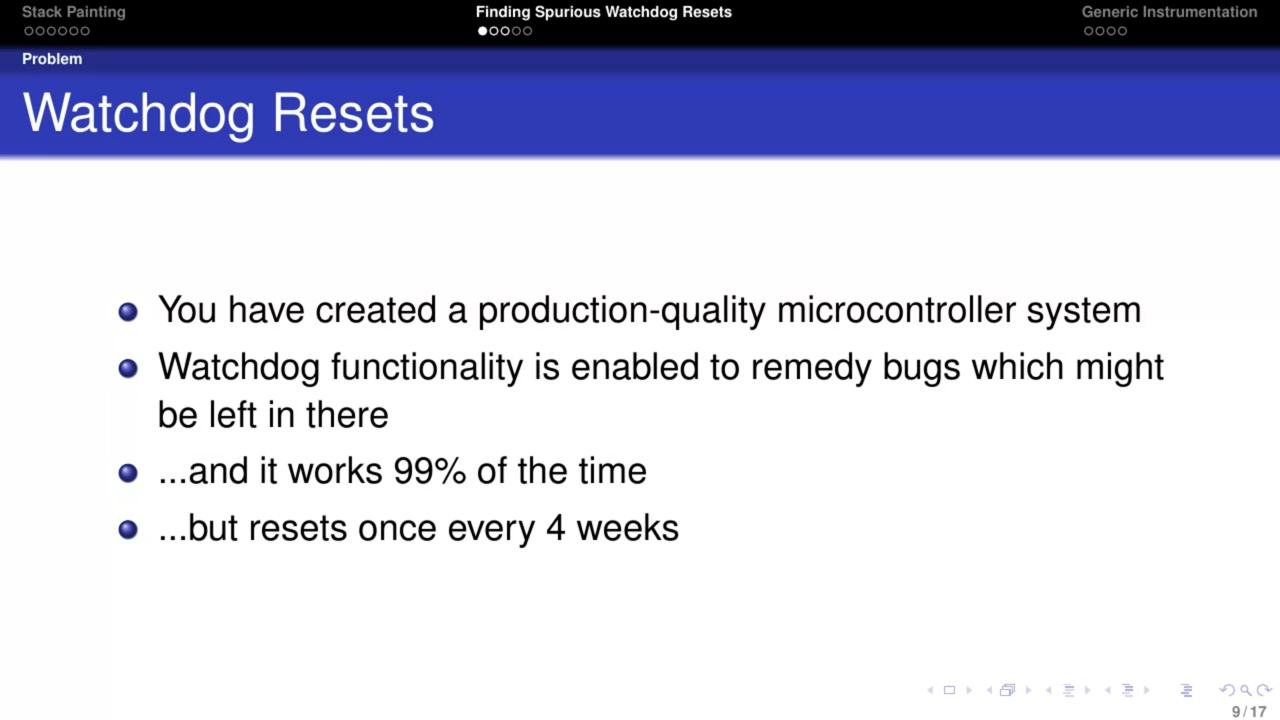 Stack Painting
Finding Spurious Watchdog Resets
Generic Instrumentation
Problem
Watchdog Resets
You have created a production-quality microcontroller system
Watchdog functionality is enabled to remedy bugs which might
be left in there
...and it works 99% of the time
...but resets once every 4 weeks
9/17